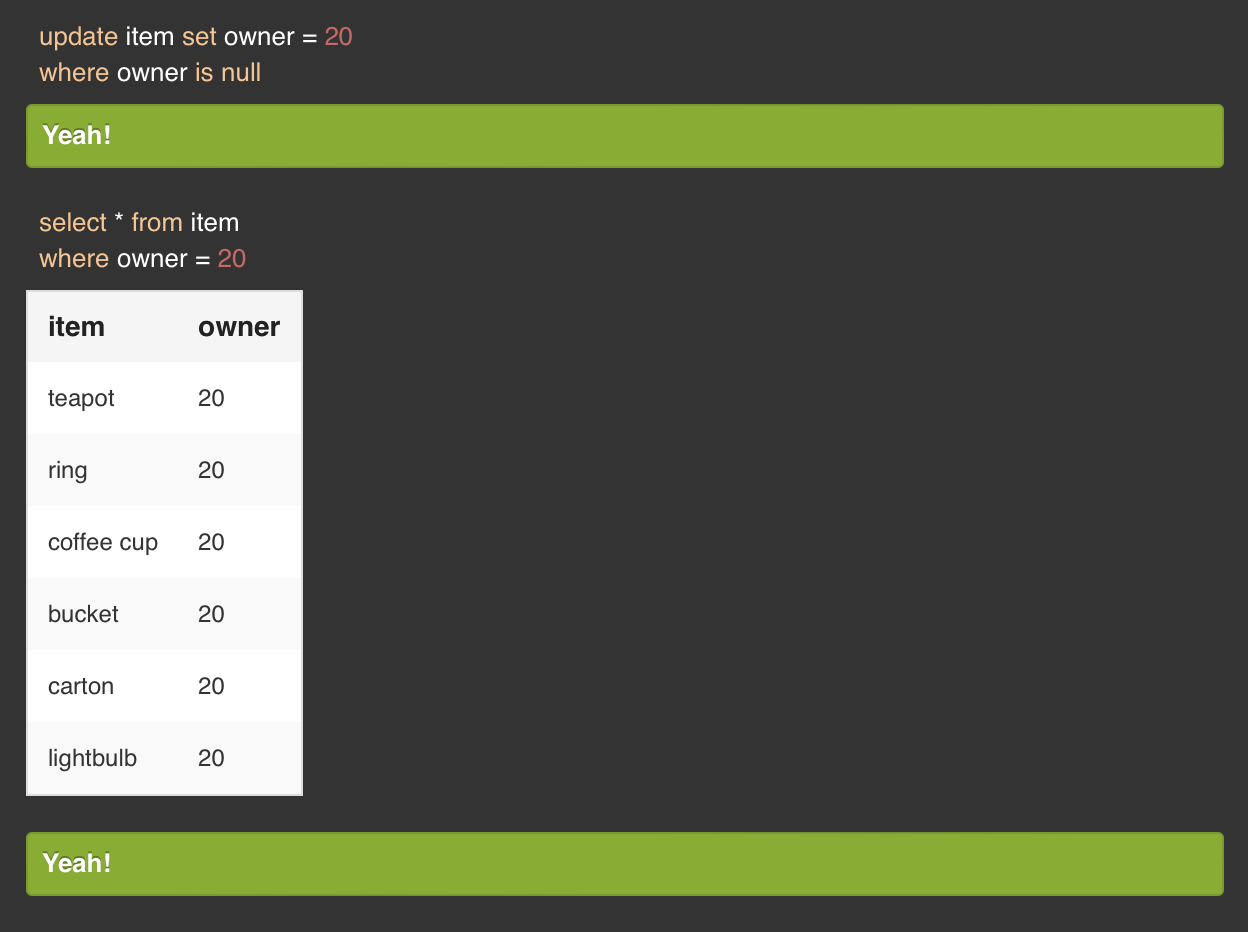 update item set owner = 20
where owner is null
Yeah!
select * from item
where owner = 20
item owner
teapot 20
ring 20
coffee cup 20
bucket 20
carton 20
lightbulb 20
Yeah!